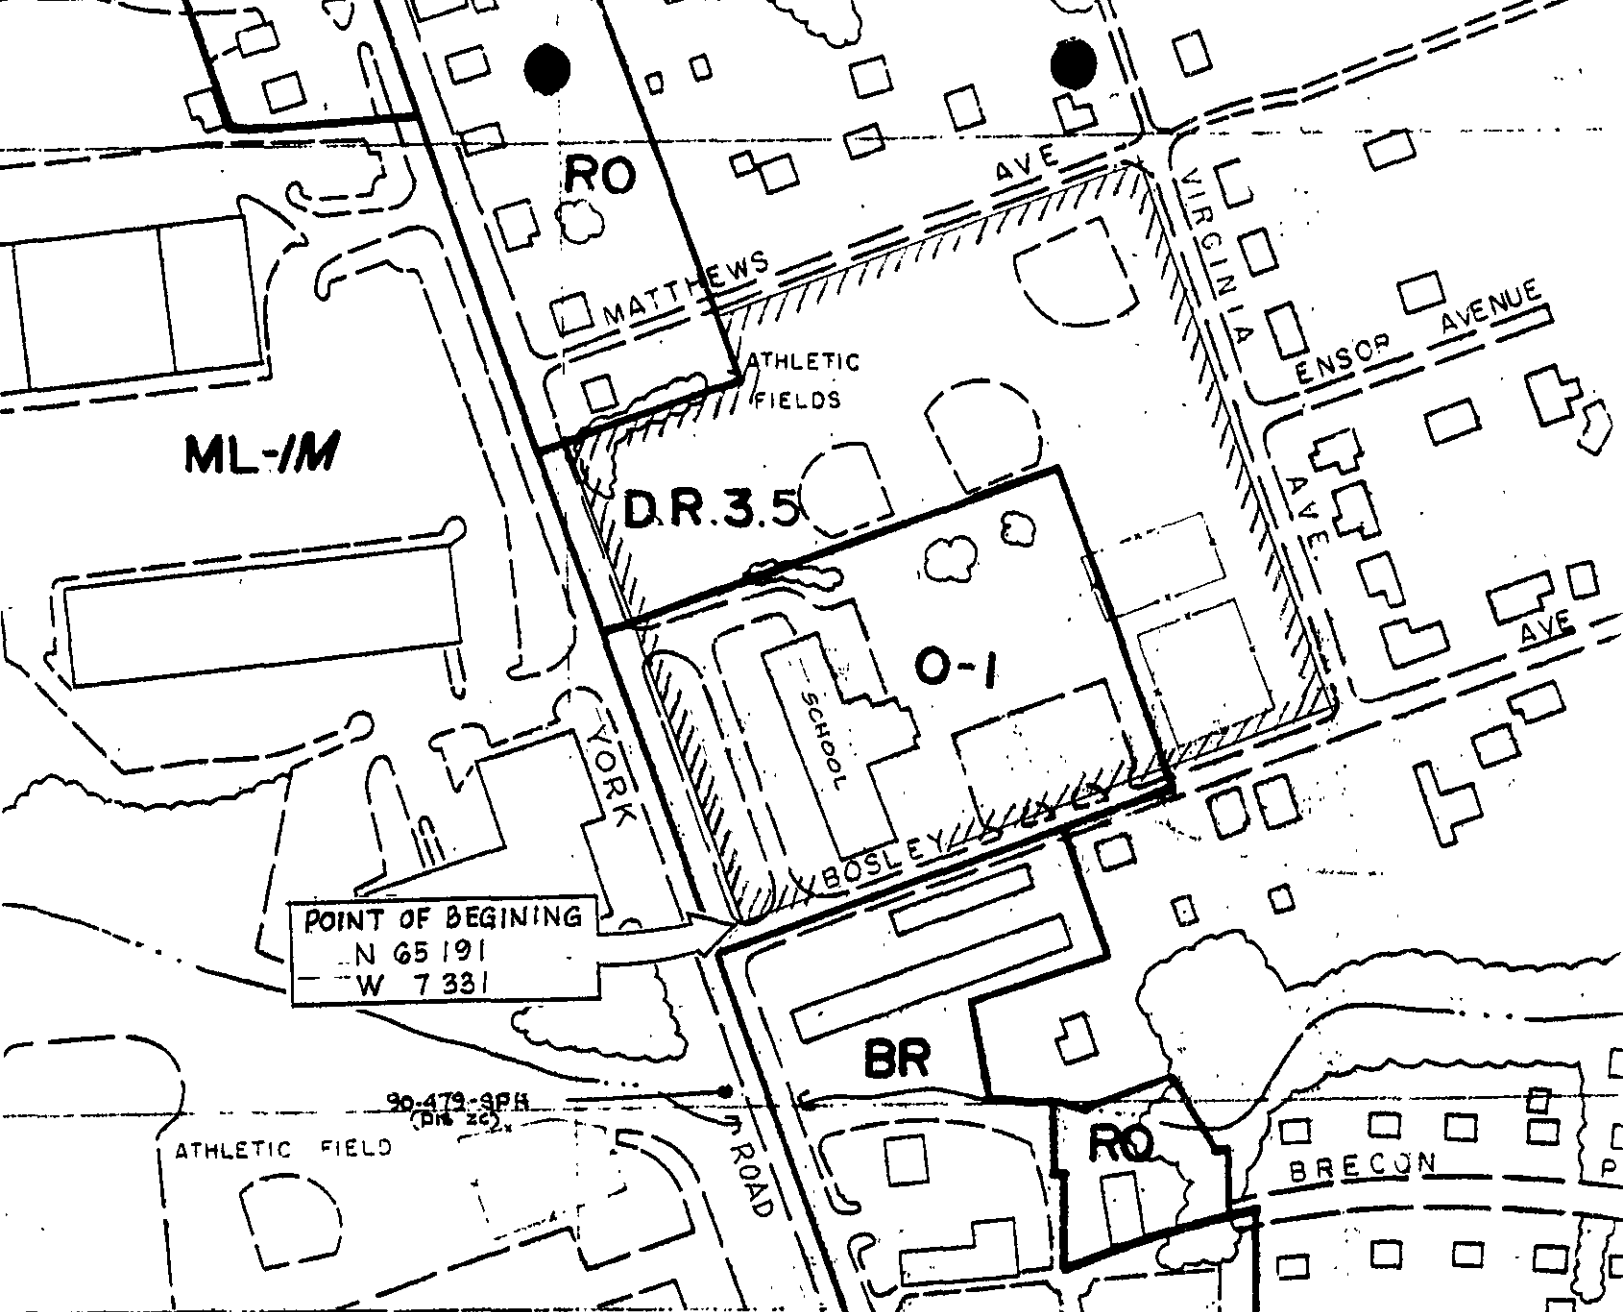 RO
AVE
MATTHEWS
VIRGINIA
AVE.
ENSOR AVENUE
ATHLETIC
FIELDS
ML-IM
D.R.3.5
O-1
SCHOOL
AVE
YORK
BOSLEY
POINT OF BEGINING
N 65 191
W 7 331
BR
90-479-SPH
ATHLETIC FIELD
ROAD
RO
BRECON
P